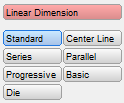 Linear Dimension
Standard Center Line
Series Parallel
Progressive Basic
Die